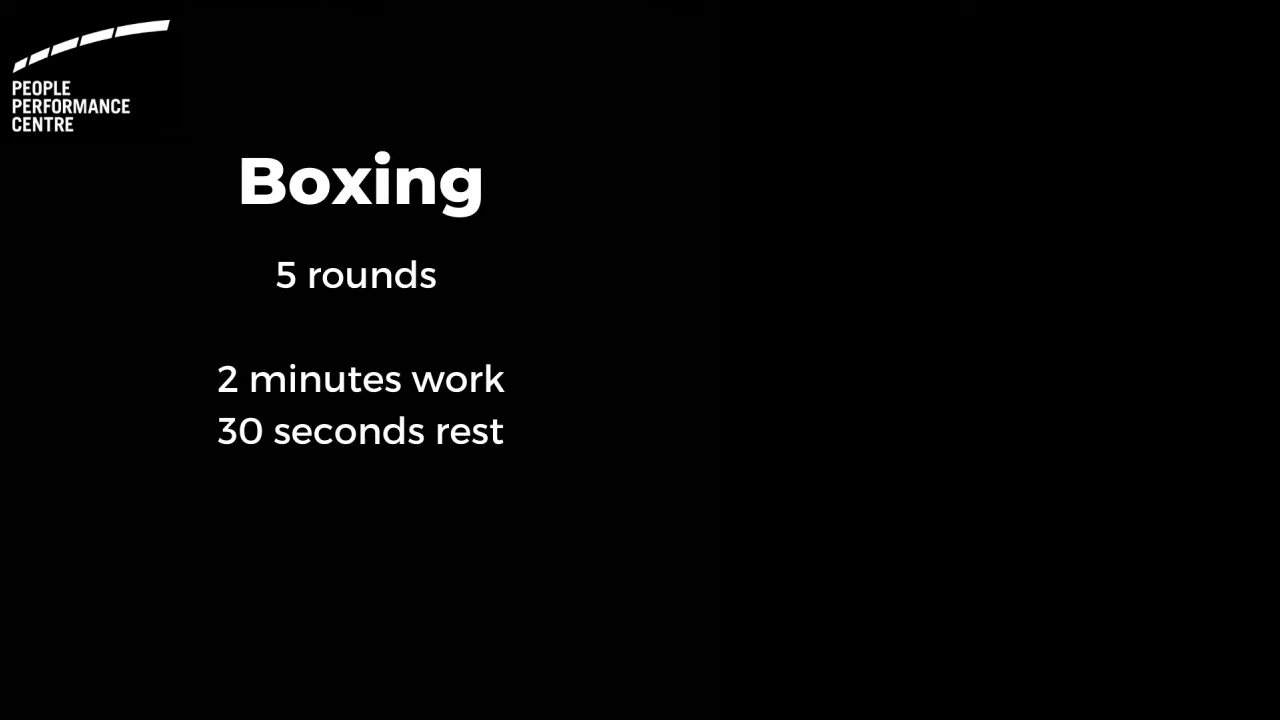 PEOPLE
PERFORMANCE
CENTRE
Boxing
5 rounds
2 minutes work
30 seconds rest